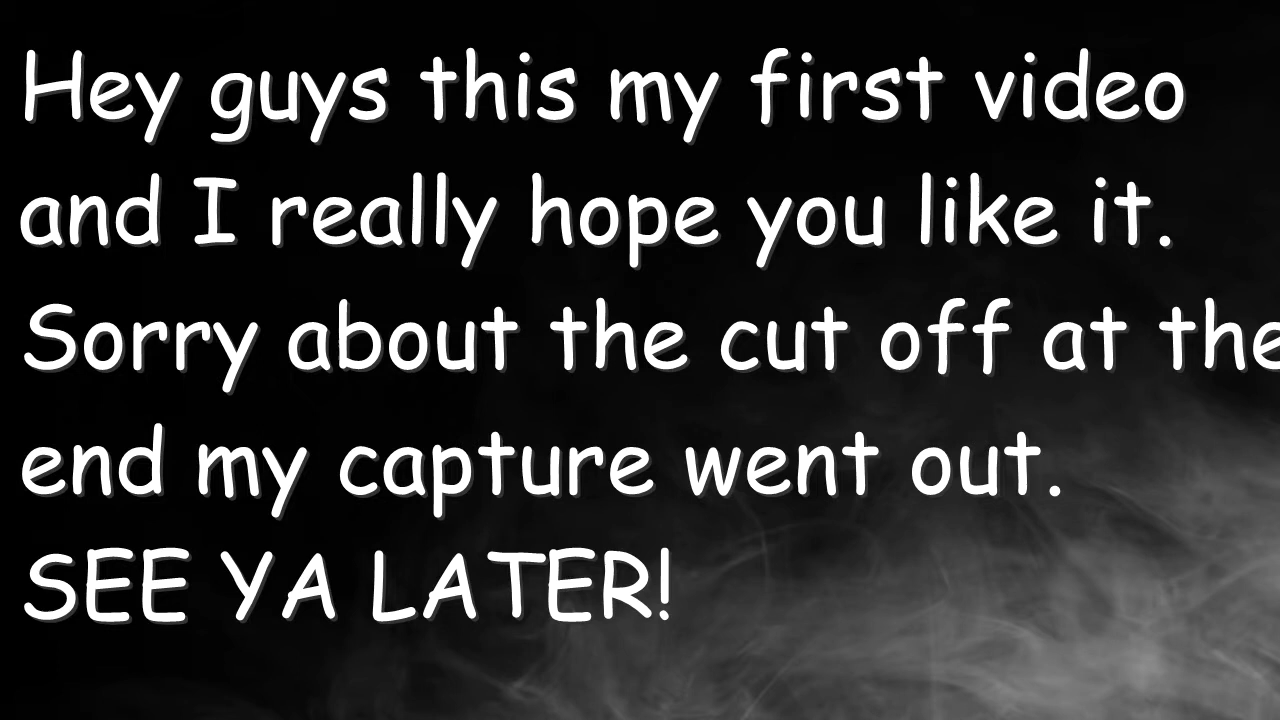 Hey guys this my first video
and I really hope you like it.
Sorry about the cut off at the
end my capture went out.
SEE YA LATER!